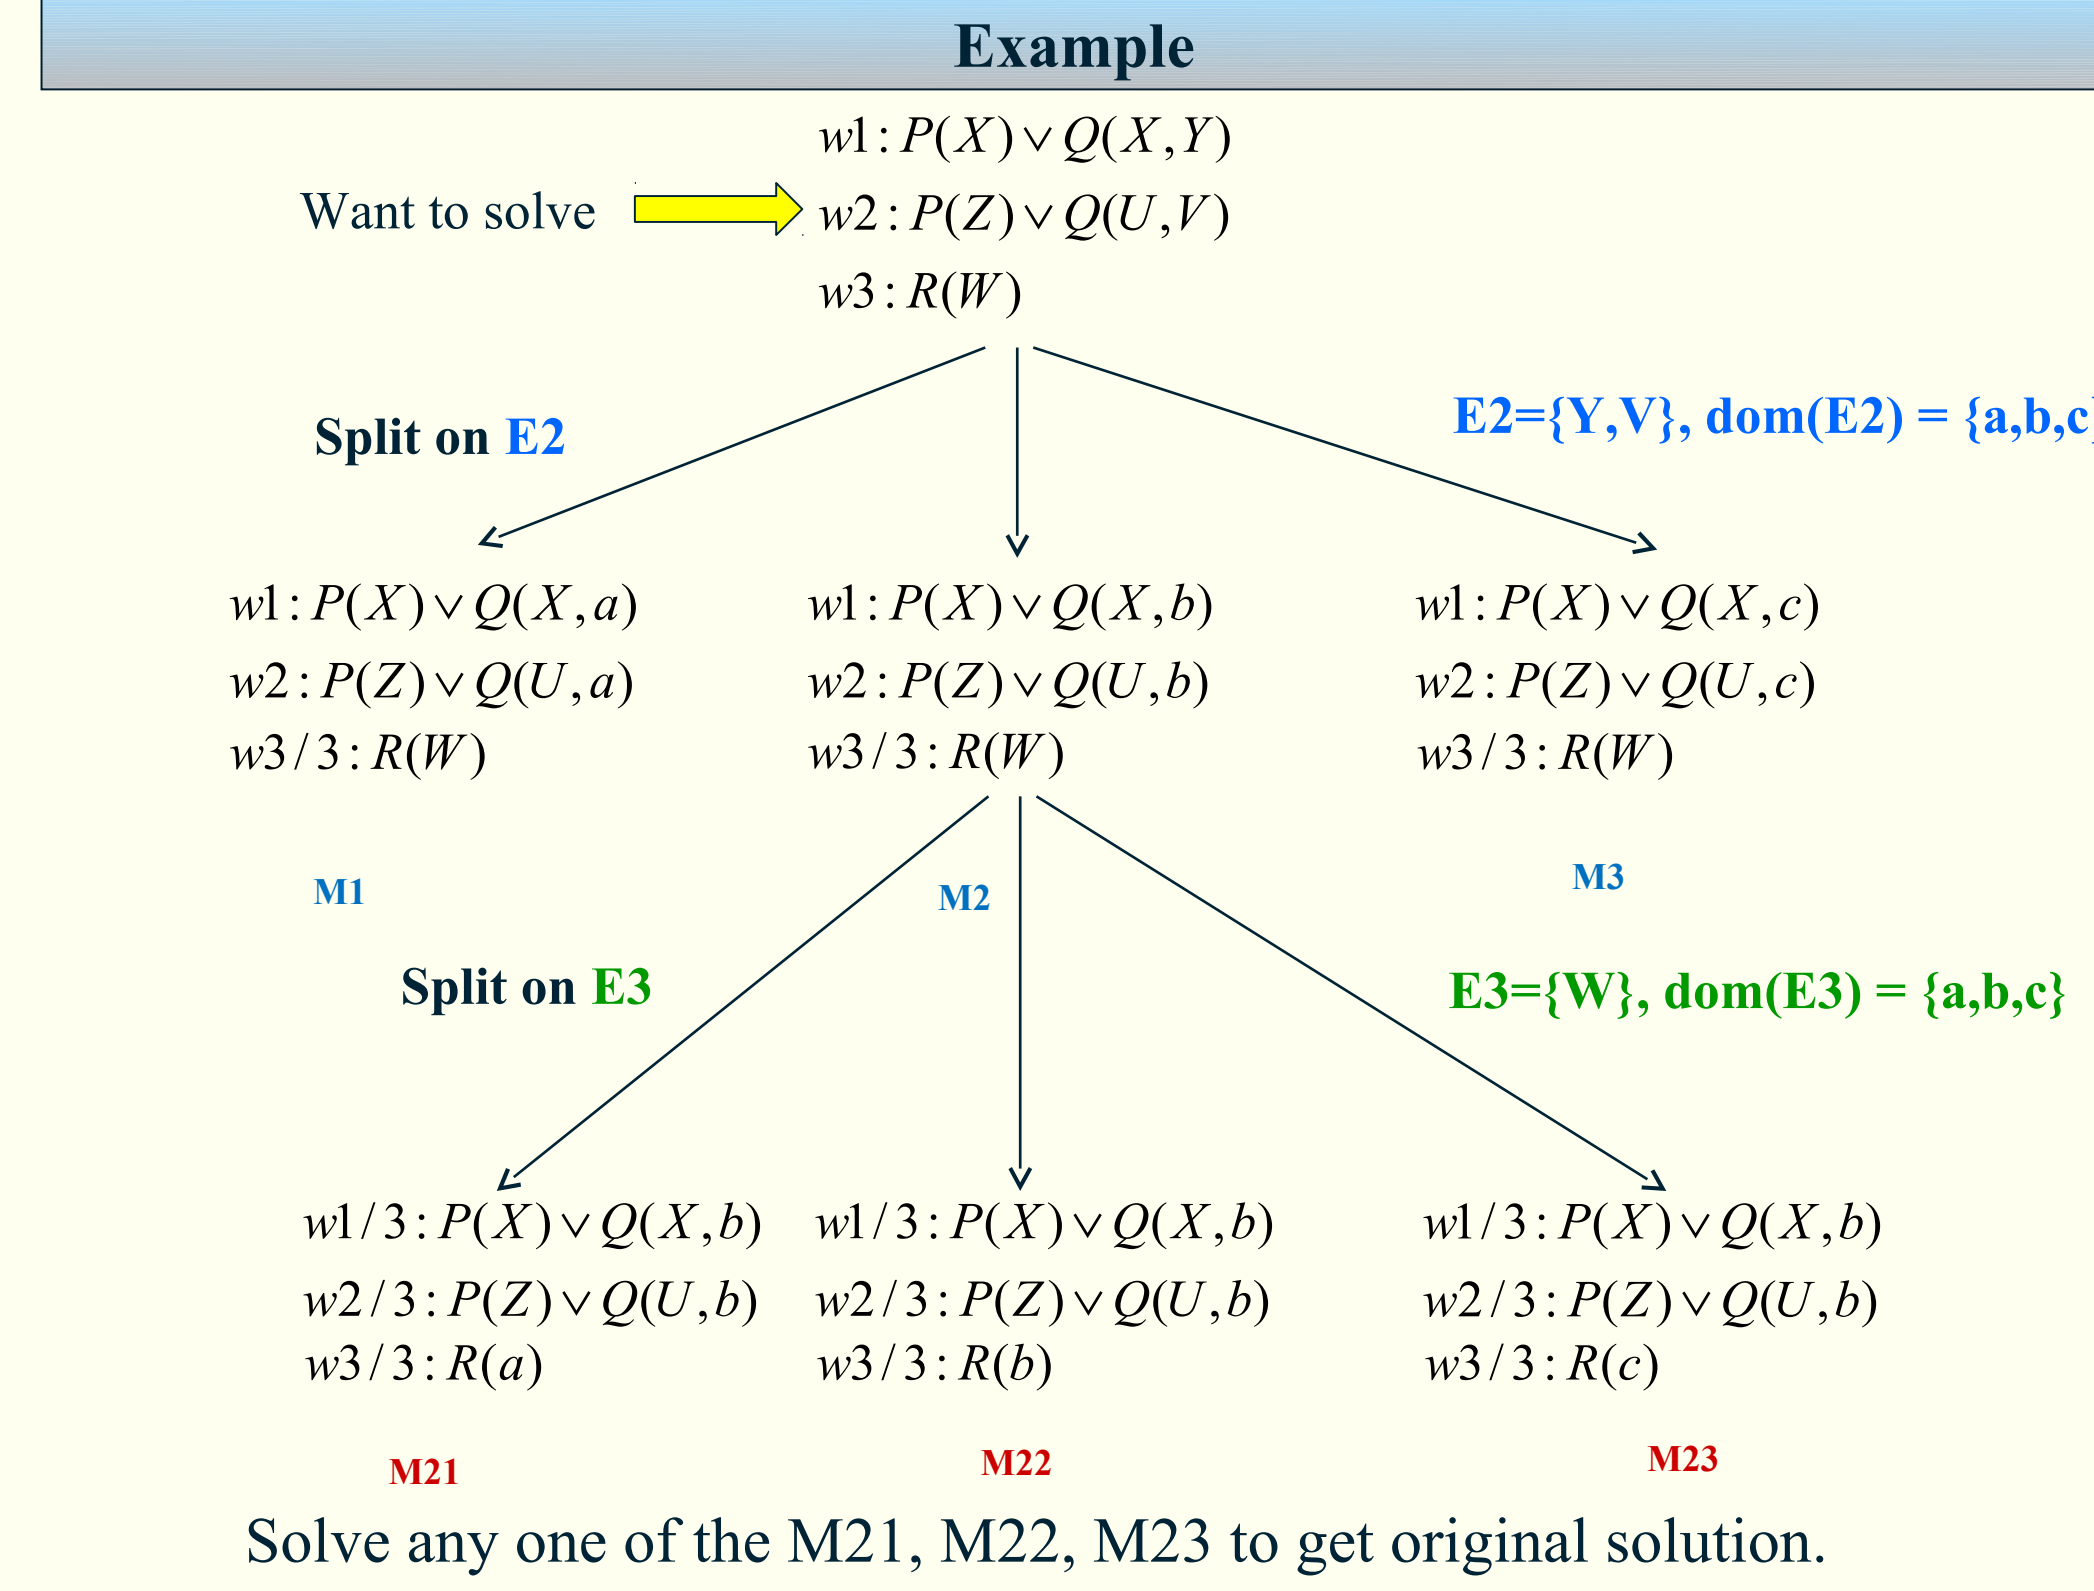 Example
w1 : P(X) ∨ Q(X,Y)
Want to solve
w2 : P(Z) ∨ Q(U,V)
w3 : R(W)
Split on E2
E2={Y,V}, dom(E2) = {a,b,c}
w1 : P(X) ∨ Q(X,a)
w2 : P(Z) ∨ Q(U,a)
w3/3 : R(W)
M1
w1 : P(X) ∨ Q(X,b)
w2 : P(Z) ∨ Q(U,b)
w3/3 : R(W)
M2
w1 : P(X) ∨ Q(X,c)
w2 : P(Z) ∨ Q(U,c)
w3/3 : R(W)
M3
Split on E3
E3={W}, dom(E3) = {a,b,c}
w1/3 : P(X) ∨ Q(X,b)
w2/3 : P(Z) ∨ Q(U,b)
w3/3 : R(a)
M21
w1/3 : P(X) ∨ Q(X,b)
w2/3 : P(Z) ∨ Q(U,b)
w3/3 : R(b)
M22
w1/3 : P(X) ∨ Q(X,b)
w2/3 : P(Z) ∨ Q(U,b)
w3/3 : R(c)
M23
Solve any one of the M21, M22, M23 to get original solution.